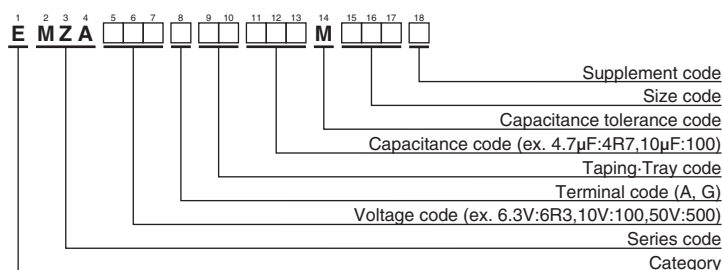 1 2 3 4 5 6 7 8 9 10 11 12 13 14 15 16 17 18
E M Z A □□□ □ □□ □□□ M □□□ □
Supplement code
Size code
Capacitance tolerance code
Capacitance code (ex. 4.7μF:4R7,10μF:100)
Taping·Tray code
Terminal code (A, G)
Voltage code (ex. 6.3V:6R3,10V:100,50V:500)
Series code
Category